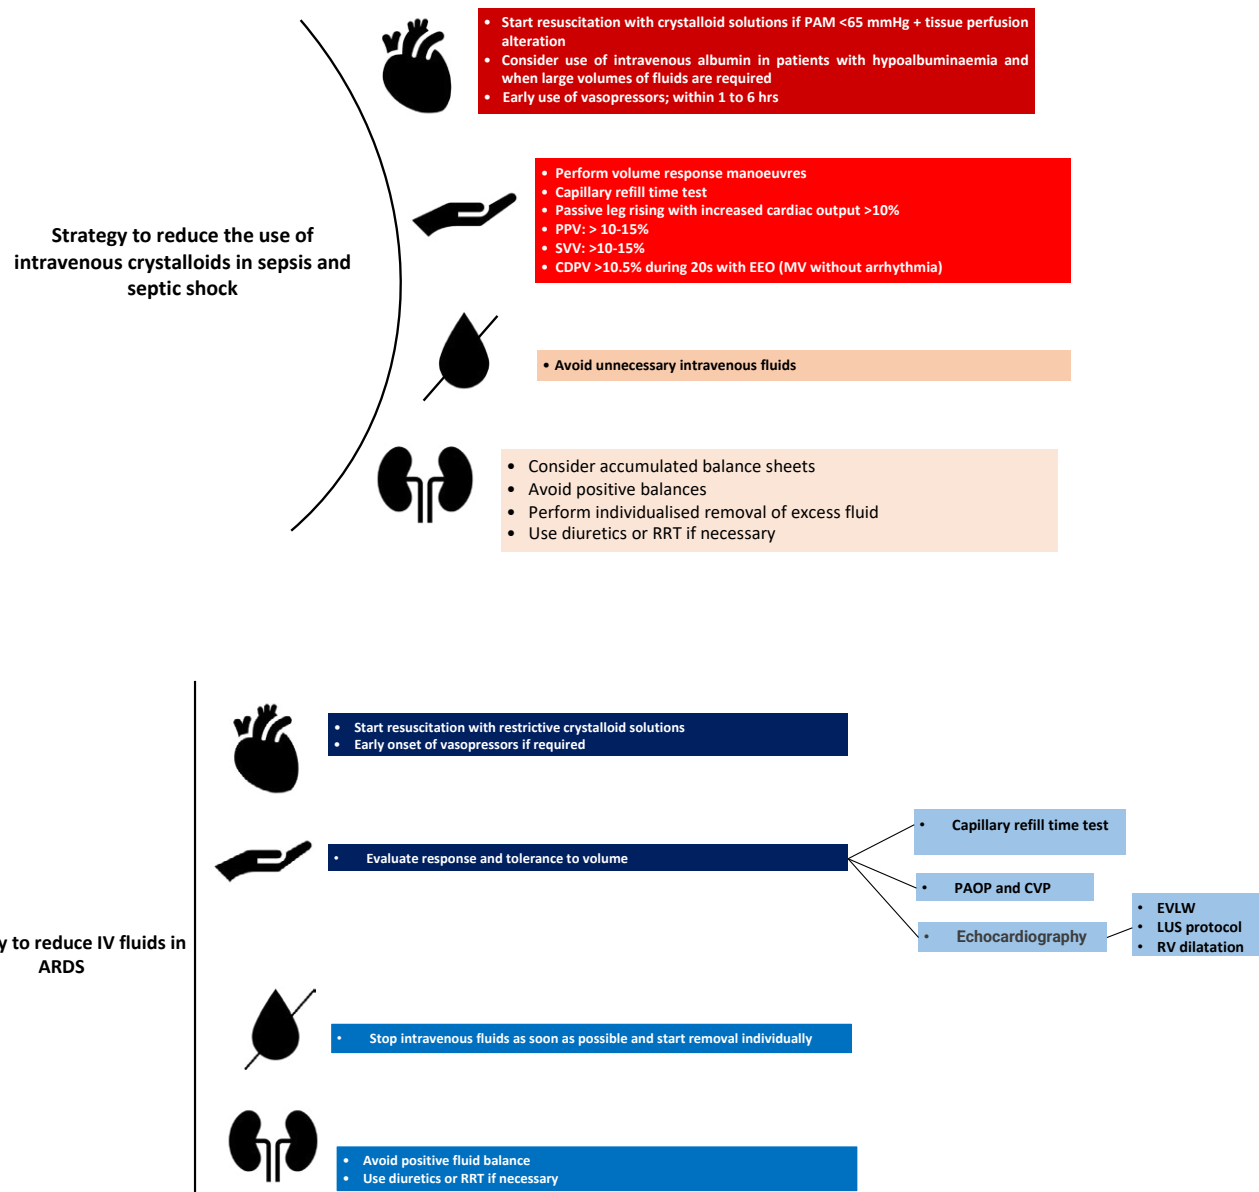 Strategy to reduce the use of
intravenous crystalloids in sepsis and
septic shock
• Start resuscitation with crystalloid solutions if PAM <65 mmHg + tissue perfusion
alteration
• Consider use of intravenous albumin in patients with hypoalbuminaemia and
when large volumes of fluids are required
• Early use of vasopressors; within 1 to 6 hrs
• Perform volume response manoeuvres
• Capillary refill time test
• Passive leg rising with increased cardiac output >10%
• PPV: > 10-15%
• SVV: >10-15%
• CDPV >10.5% during 20s with EEO (MV without arrhythmia)
• Avoid unnecessary intravenous fluids
• Consider accumulated balance sheets
• Avoid positive balances
• Perform individualised removal of excess fluid
• Use diuretics or RRT if necessary
y to reduce IV fluids in
ARDS
• Start resuscitation with restrictive crystalloid solutions
• Early onset of vasopressors if required
• Evaluate response and tolerance to volume
• Capillary refill time test
• PAOP and CVP
• Echocardiography
• EVLW
• LUS protocol
• RV dilatation
• Stop intravenous fluids as soon as possible and start removal individually
• Avoid positive fluid balance
• Use diuretics or RRT if necessary